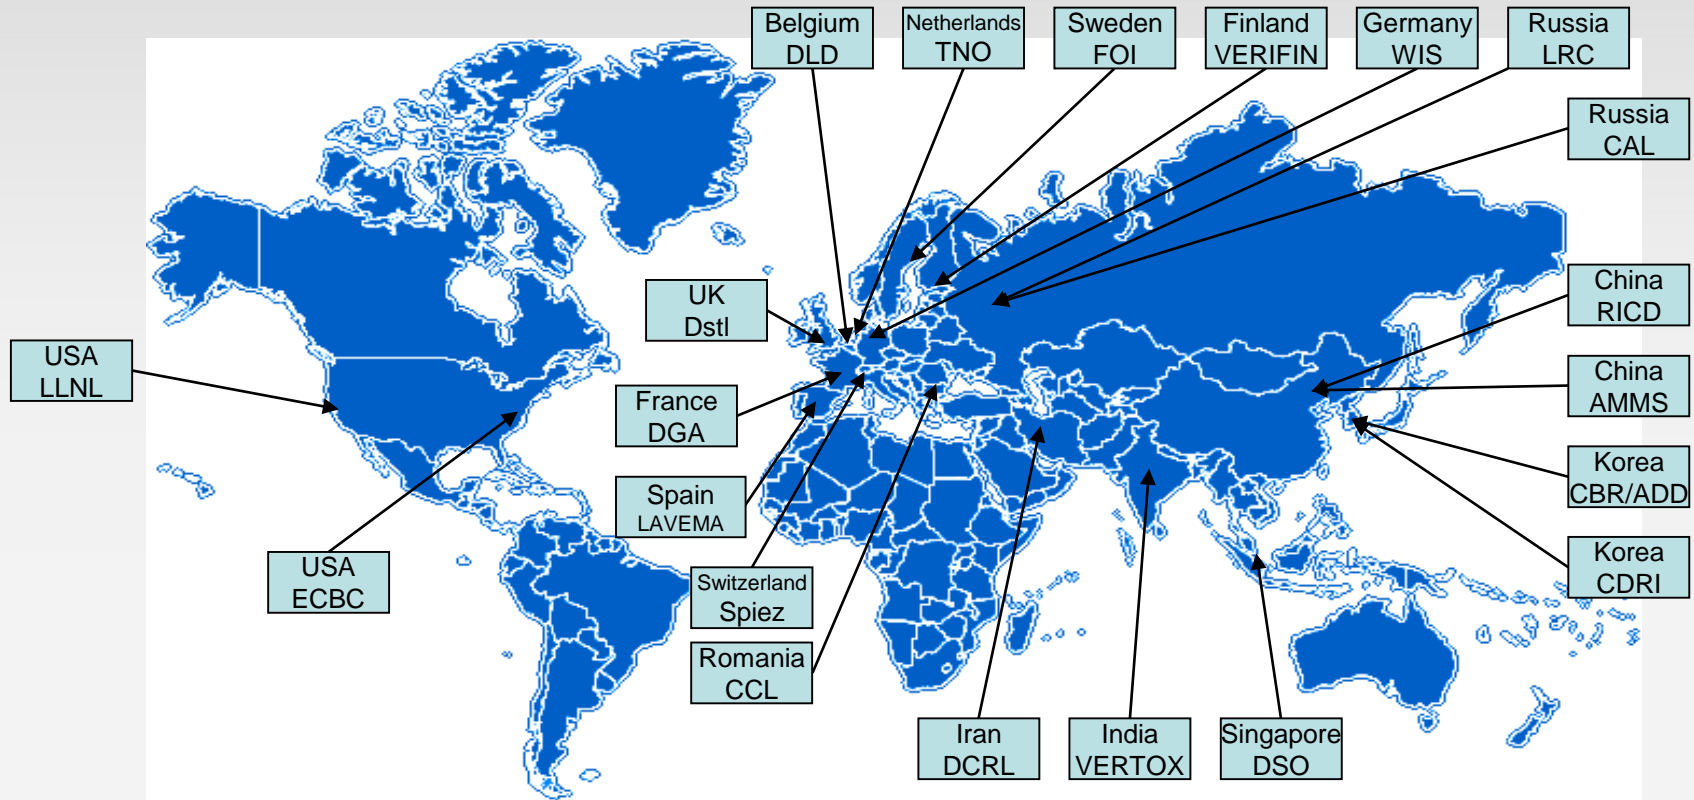 Belgium
DLD
Netherlands
TNO
Sweden
FOI
Finland
VERIFIN
Germany
WIS
Russia
LRC
Russia
CAL
UK
Dstl
China
RICD
USA
LLNL
France
DGA
China
AMMS
Spain
LAVEMA
Korea
CBR/ADD
USA
ECBC
Switzerland
Spiez
Korea
CDRI
Romania
CCL
Iran
DCRL
India
VERTOX
Singapore
DSO